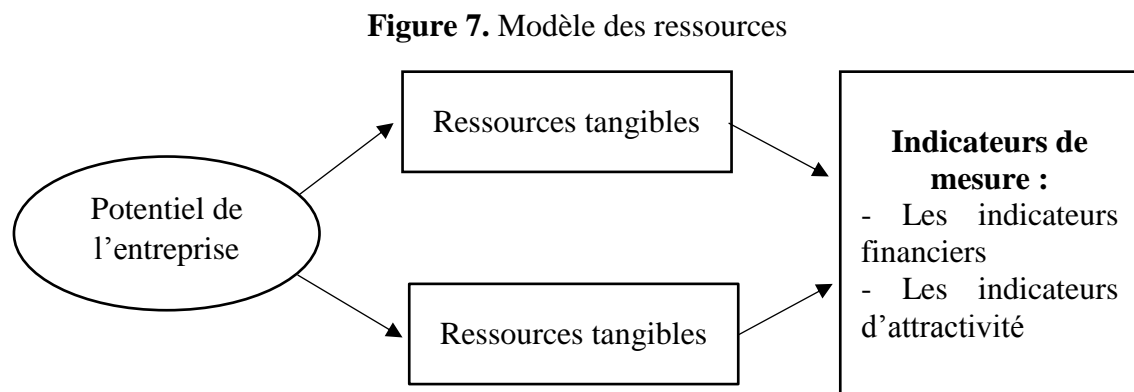 Figure 7. Modèle des ressources
Ressources tangibles
Potentiel de
l’entreprise
Ressources tangibles
Indicateurs de
mesure :
- Les indicateurs
financiers
- Les indicateurs
d’attractivité